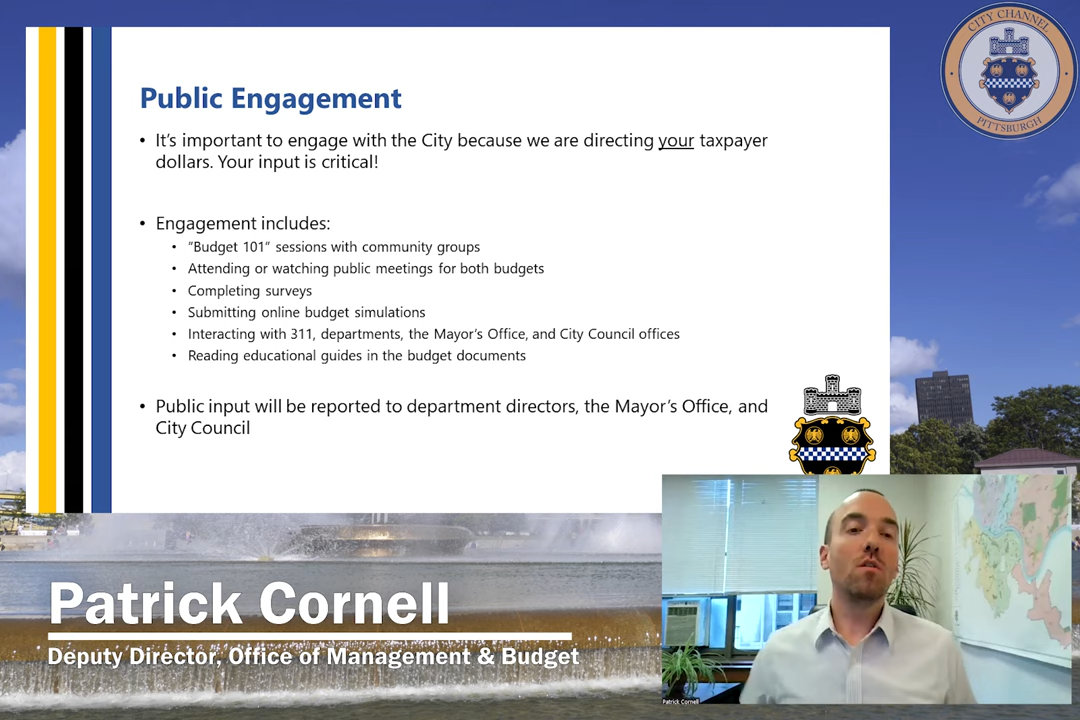 CITY CHANNEL
PITTSBURGH
Public Engagement
• It's important to engage with the City because we are directing your taxpayer
dollars. Your input is critical!
• Engagement includes:
• "Budget 101" sessions with community groups
• Attending or watching public meetings for both budgets
• Completing surveys
• Submitting online budget simulations
• Interacting with 311, departments, the Mayor's Office, and City Council offices
• Reading educational guides in the budget documents
• Public input will be reported to department directors, the Mayor's Office, and
City Council
Patrick Cornell
Deputy Director, Office of Management & Budget
Patrick Cornell